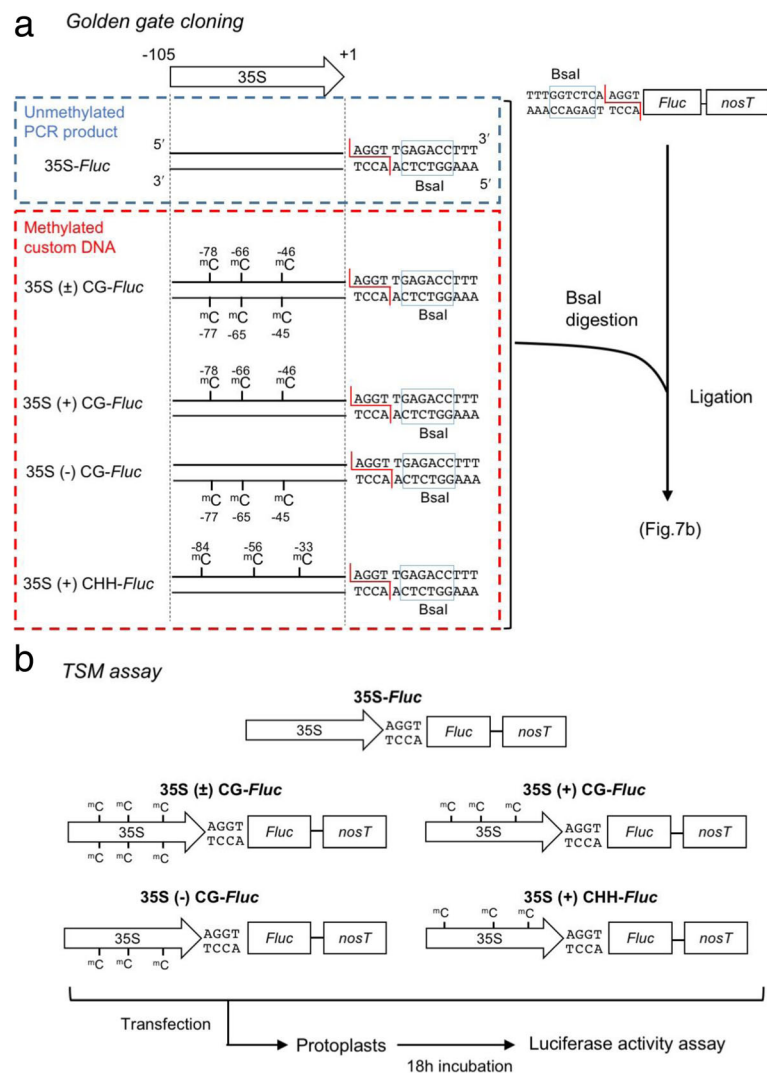 a Golden gate cloning
-105 +1
35S
Unmethylated
PCR product
35S-Fluc
5′
3′
AGGT TGAGACCTTT 3′
TCCA ACTCTGGAAA 5′
BsaI
BsaI
TTTGGTCTCA AGGT
AAACCAGAGT TCCA
Fluc nosT
Methylated
custom DNA
35S (±) CG-Fluc
-78 -66 -46
mC mC mC
mC mC mC
-77 -65 -45
AGGT TGAGACCTTT
TCCA ACTCTGGAAA
BsaI
35S (+) CG-Fluc
-78 -66 -46
mC mC mC
AGGT TGAGACCTTT
TCCA ACTCTGGAAA
BsaI
35S (-) CG-Fluc
mC mC mC
-77 -65 -45
AGGT TGAGACCTTT
TCCA ACTCTGGAAA
BsaI
35S (+) CHH-Fluc
-84 -56 -33
mC mC mC
AGGT TGAGACCTTT
TCCA ACTCTGGAAA
BsaI
BsaI
digestion
Ligation
(Fig.7b)
b TSM assay
35S-Fluc
35S AGGT Fluc nosT
TCCA
35S (±) CG-Fluc
mC mC mC
35S AGGT Fluc nosT
TCCA
mC mC mC
35S (+) CG-Fluc
mC mC mC
35S AGGT Fluc nosT
TCCA
35S (-) CG-Fluc
35S AGGT Fluc nosT
TCCA
mC mC mC
35S (+) CHH-Fluc
mC mC mC
35S AGGT Fluc nosT
TCCA
Transfection
Protoplasts
18h incubation
Luciferase activity assay